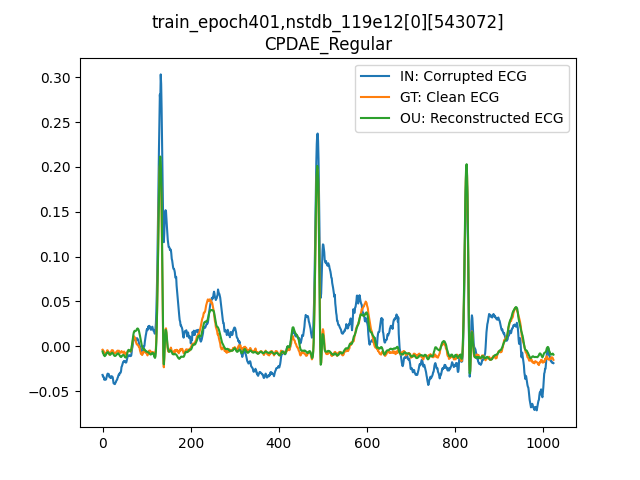 train_epoch401,nstdb_119e12[0][543072]
CPDAE_Regular
IN: Corrupted ECG
GT: Clean ECG
OU: Reconstructed ECG
0.30
0.25
0.20
0.15
0.10
0.05
0.00
−0.05
0 200 400 600 800 1000